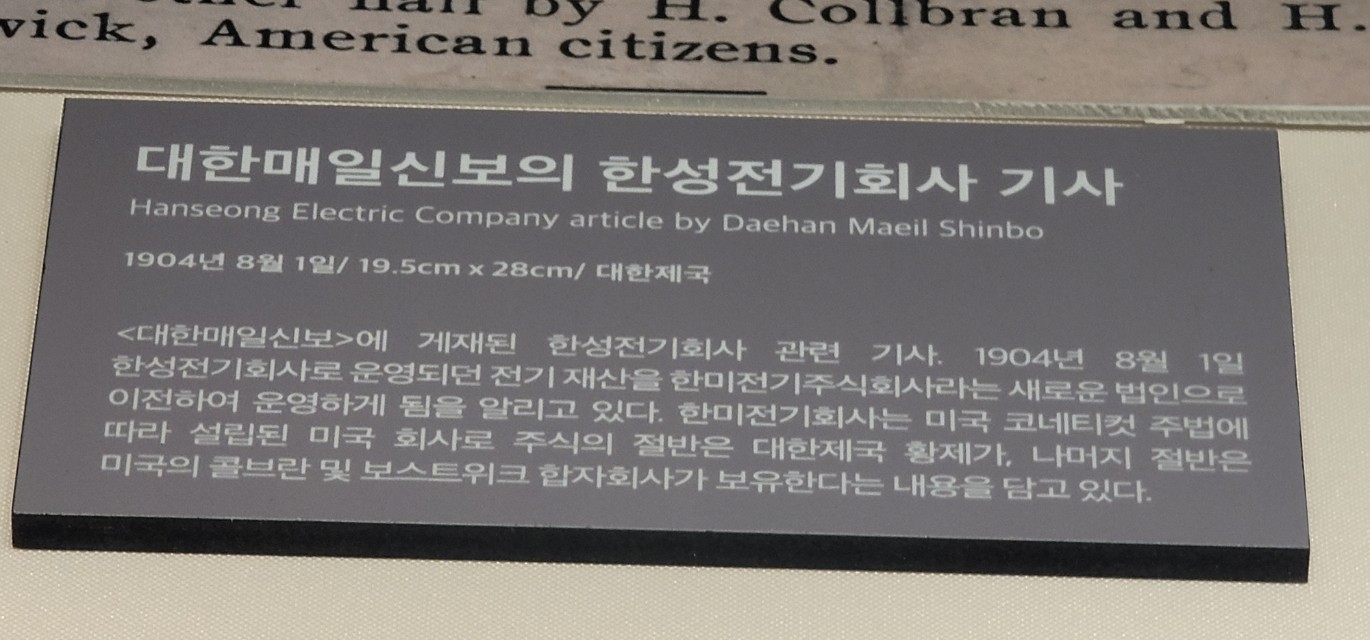 other half by H. Collbran and H.
wick, American citizens.
대한매일신보의 한성전기회사 기사
Hanseong Electric Company article by Daehan Maeil Shinbo
1904년 8월 1일/ 19.5cm x 28cm/ 대한제국
<대한매일신보>에 게재된 한성전기회사 관련 기사. 1904년 8월 1일
한성전기회사로 운영되던 전기 재산을 한미전기주식회사라는 새로운 법인으로
이전하여 운영하게 됨을 알리고 있다. 한미전기회사는 미국 코네티컷 주법에
따라 설립된 미국 회사로 주식의 절반은 대한제국 황제가, 나머지 절반은
미국의 콜브란 및 보스트위크 합자회사가 보유한다는 내용을 담고 있다.